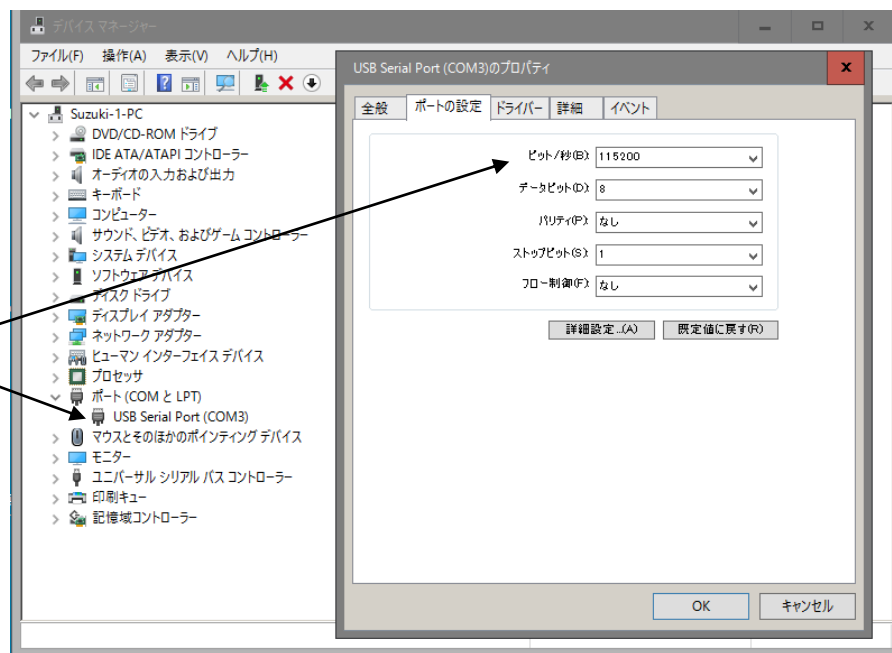 デバイス マネージャー
ファイル(F) 操作(A) 表示(V) ヘルプ(H)
Suzuki-1-PC
DVD/CD-ROM ドライブ
IDE ATA/ATAPI コントローラー
オーディオの入力および出力
キーボード
コンピューター
サウンド、ビデオ、およびゲーム コントローラー
システム デバイス
ソフトウェア デバイス
ディスク ドライブ
ディスプレイ アダプター
ネットワーク アダプター
ヒューマン インターフェイス デバイス
プロセッサ
ポート (COM と LPT)
USB Serial Port (COM3)
マウスとそのほかのポインティング デバイス
モニター
ユニバーサル シリアル バス コントローラー
印刷キュー
記憶域コントローラー
USB Serial Port (COM3)のプロパティ
全般 ポートの設定 ドライバー 詳細 イベント
ビット/秒(B): 115200
データ ビット(D): 8
パリティ(P): なし
ストップ ビット(S): 1
フロー制御(F): なし
詳細設定...(A) 既定値に戻す(R)
OK キャンセル